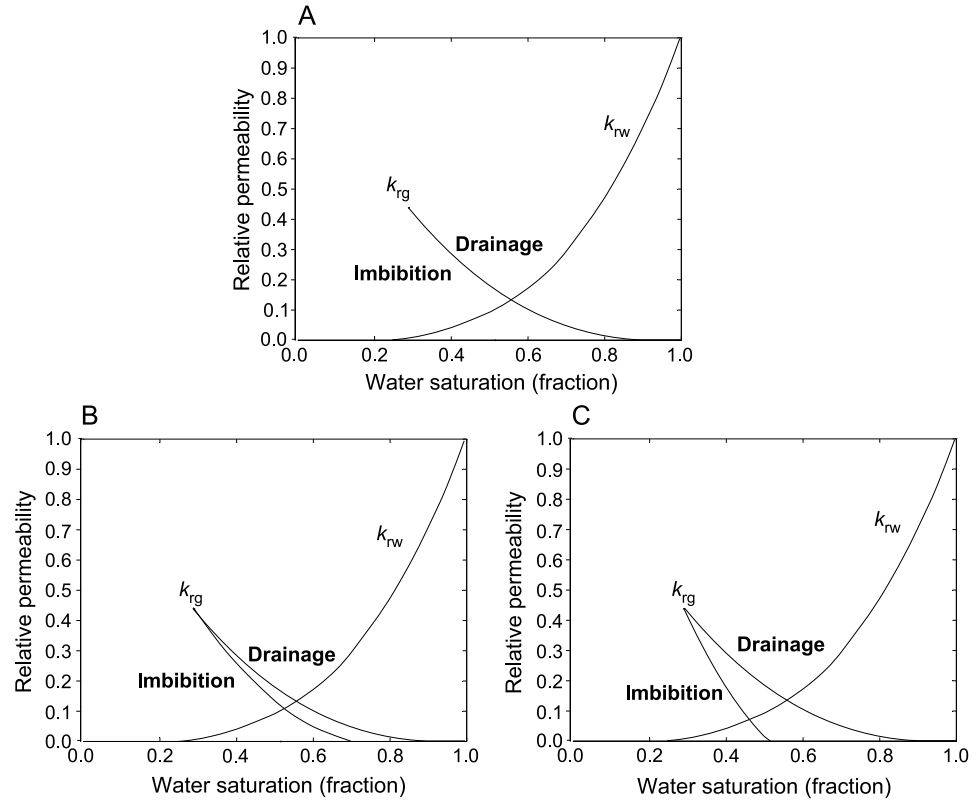 A
1.0
0.9
0.8
0.7
0.6
0.5
0.4
0.3
0.2
0.1
0.0
Relative permeability
krw
krg
Drainage
Imbibition
0.0 0.2 0.4 0.6 0.8 1.0
Water saturation (fraction)
B
1.0
0.9
0.8
0.7
0.6
0.5
0.4
0.3
0.2
0.1
0.0
Relative permeability
krw
krg
Drainage
Imbibition
0.0 0.2 0.4 0.6 0.8 1.0
Water saturation (fraction)
C
1.0
0.9
0.8
0.7
0.6
0.5
0.4
0.3
0.2
0.1
0.0
Relative permeability
krw
krg
Drainage
Imbibition
0.0 0.2 0.4 0.6 0.8 1.0
Water saturation (fraction)